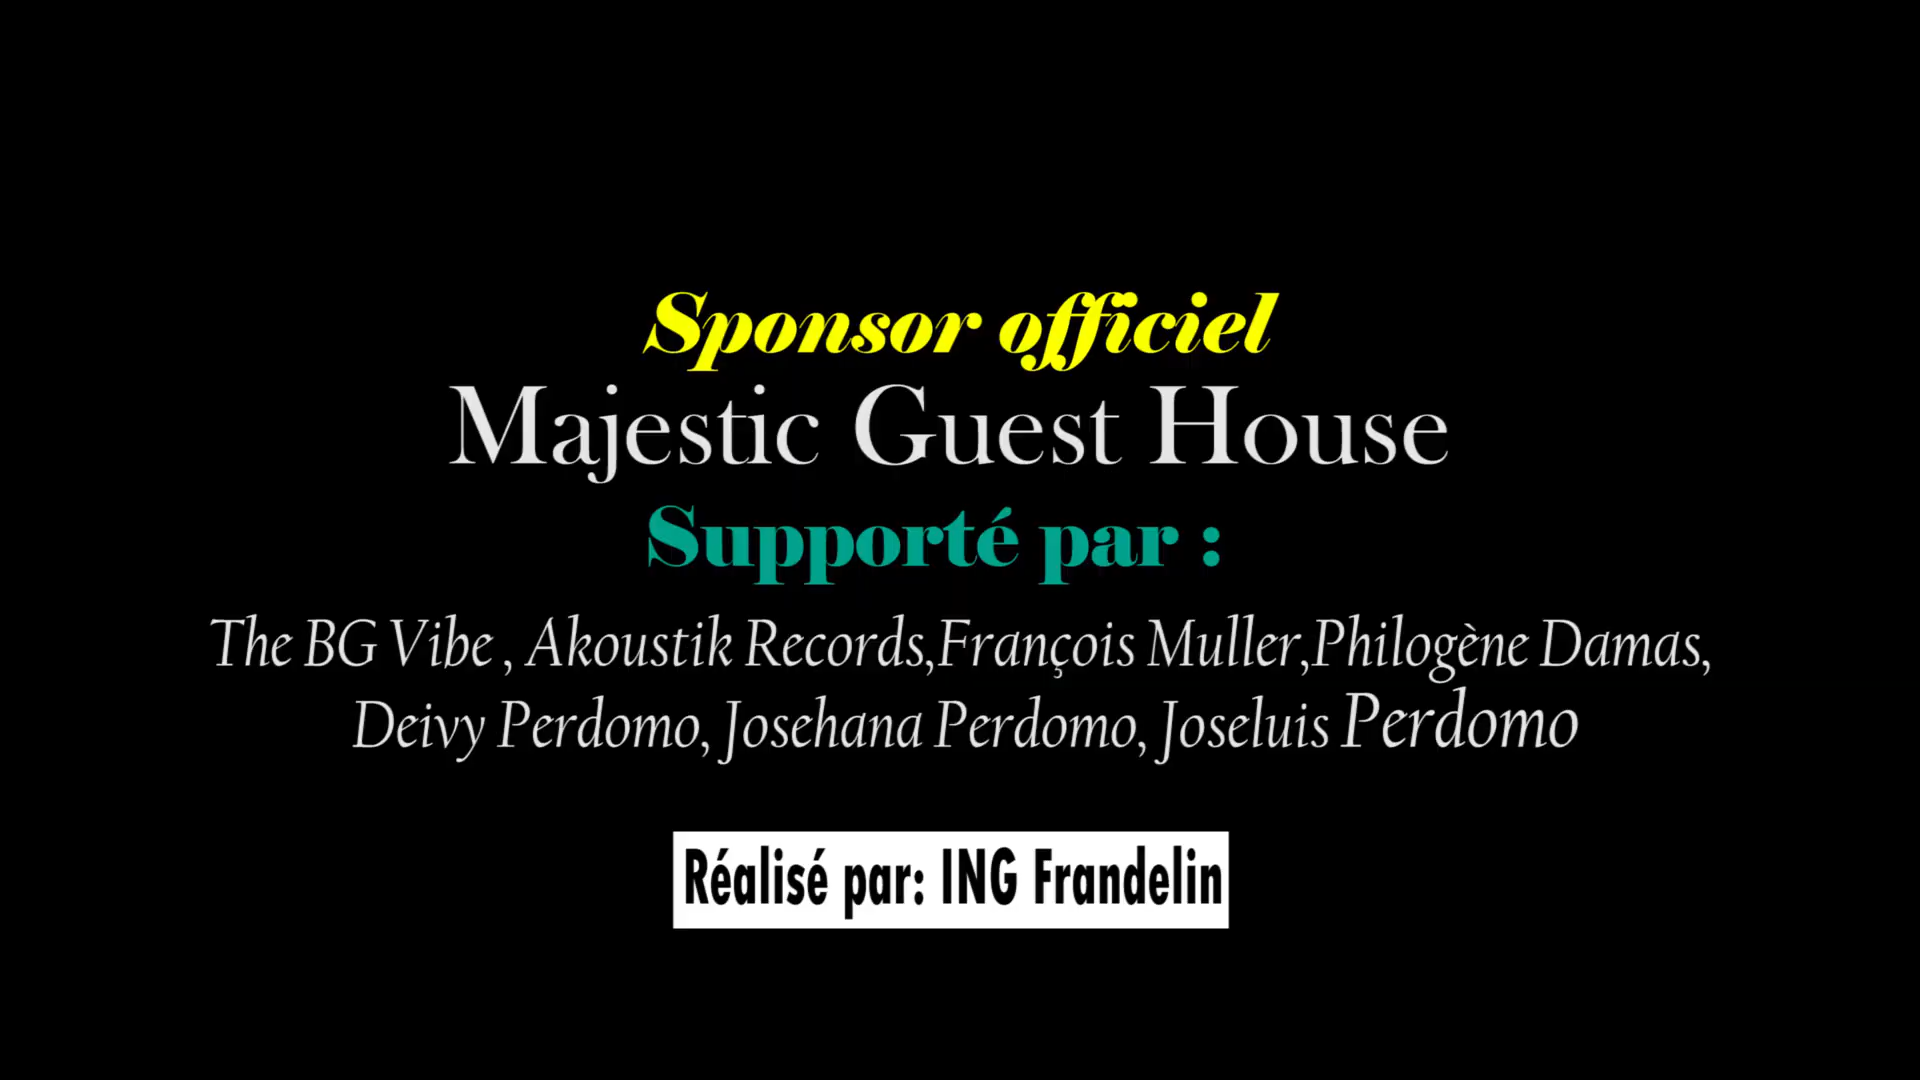 Sponsor officiel
Majestic Guest House
Supporté par :
The BG Vibe , Akoustik Records,François Muller,Philogène Damas,
Deivy Perdomo, Josehana Perdomo, Joseluis Perdomo
Réalisé par: ING Frandelin